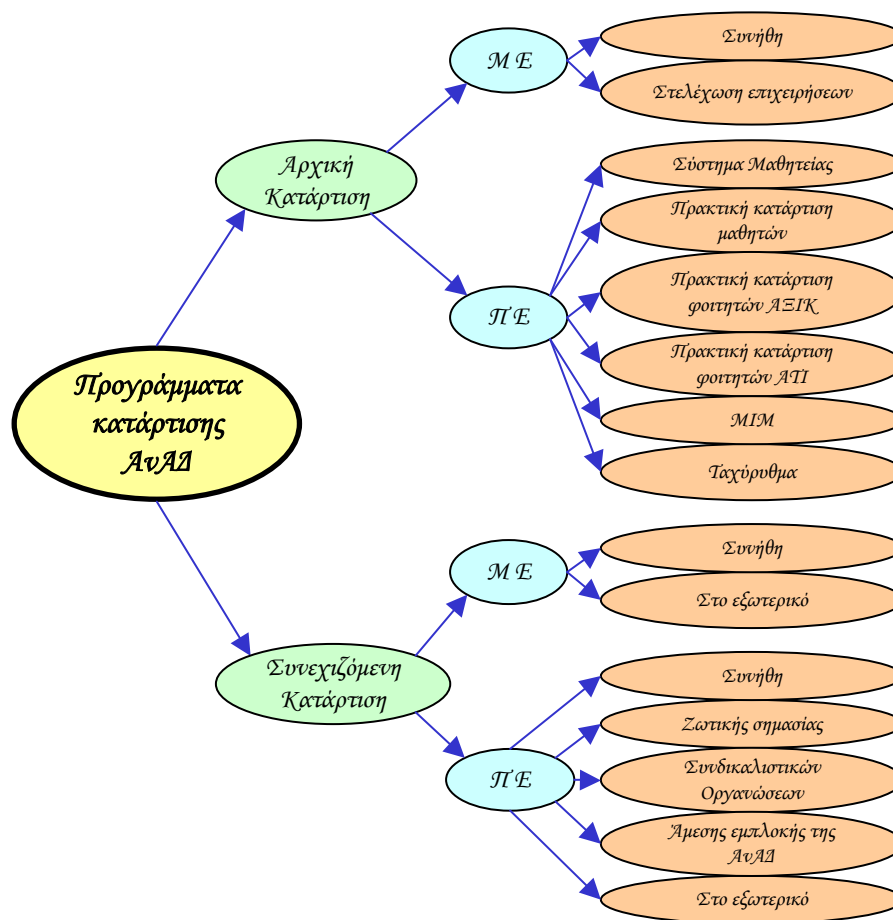 Προγράμματα
κατάρτισης
ΑνΑΔ
Αρχική
Κατάρτιση
Μ Ε
Συνήθη
Στελέχωση επιχειρήσεων
Π Ε
Σύστημα Μαθητείας
Πρακτική κατάρτιση
μαθητών
Πρακτική κατάρτιση
φοιτητών ΑΞΙΚ
Πρακτική κατάρτιση
φοιτητών ΑΤΙ
ΜΙΜ
Ταχύρυθμα
Συνεχιζόμενη
Κατάρτιση
Μ Ε
Συνήθη
Στο εξωτερικό
Π Ε
Συνήθη
Ζωτικής σημασίας
Συνδικαλιστικών
Οργανώσεων
Άμεσης εμπλοκής της
ΑνΑΔ
Στο εξωτερικό